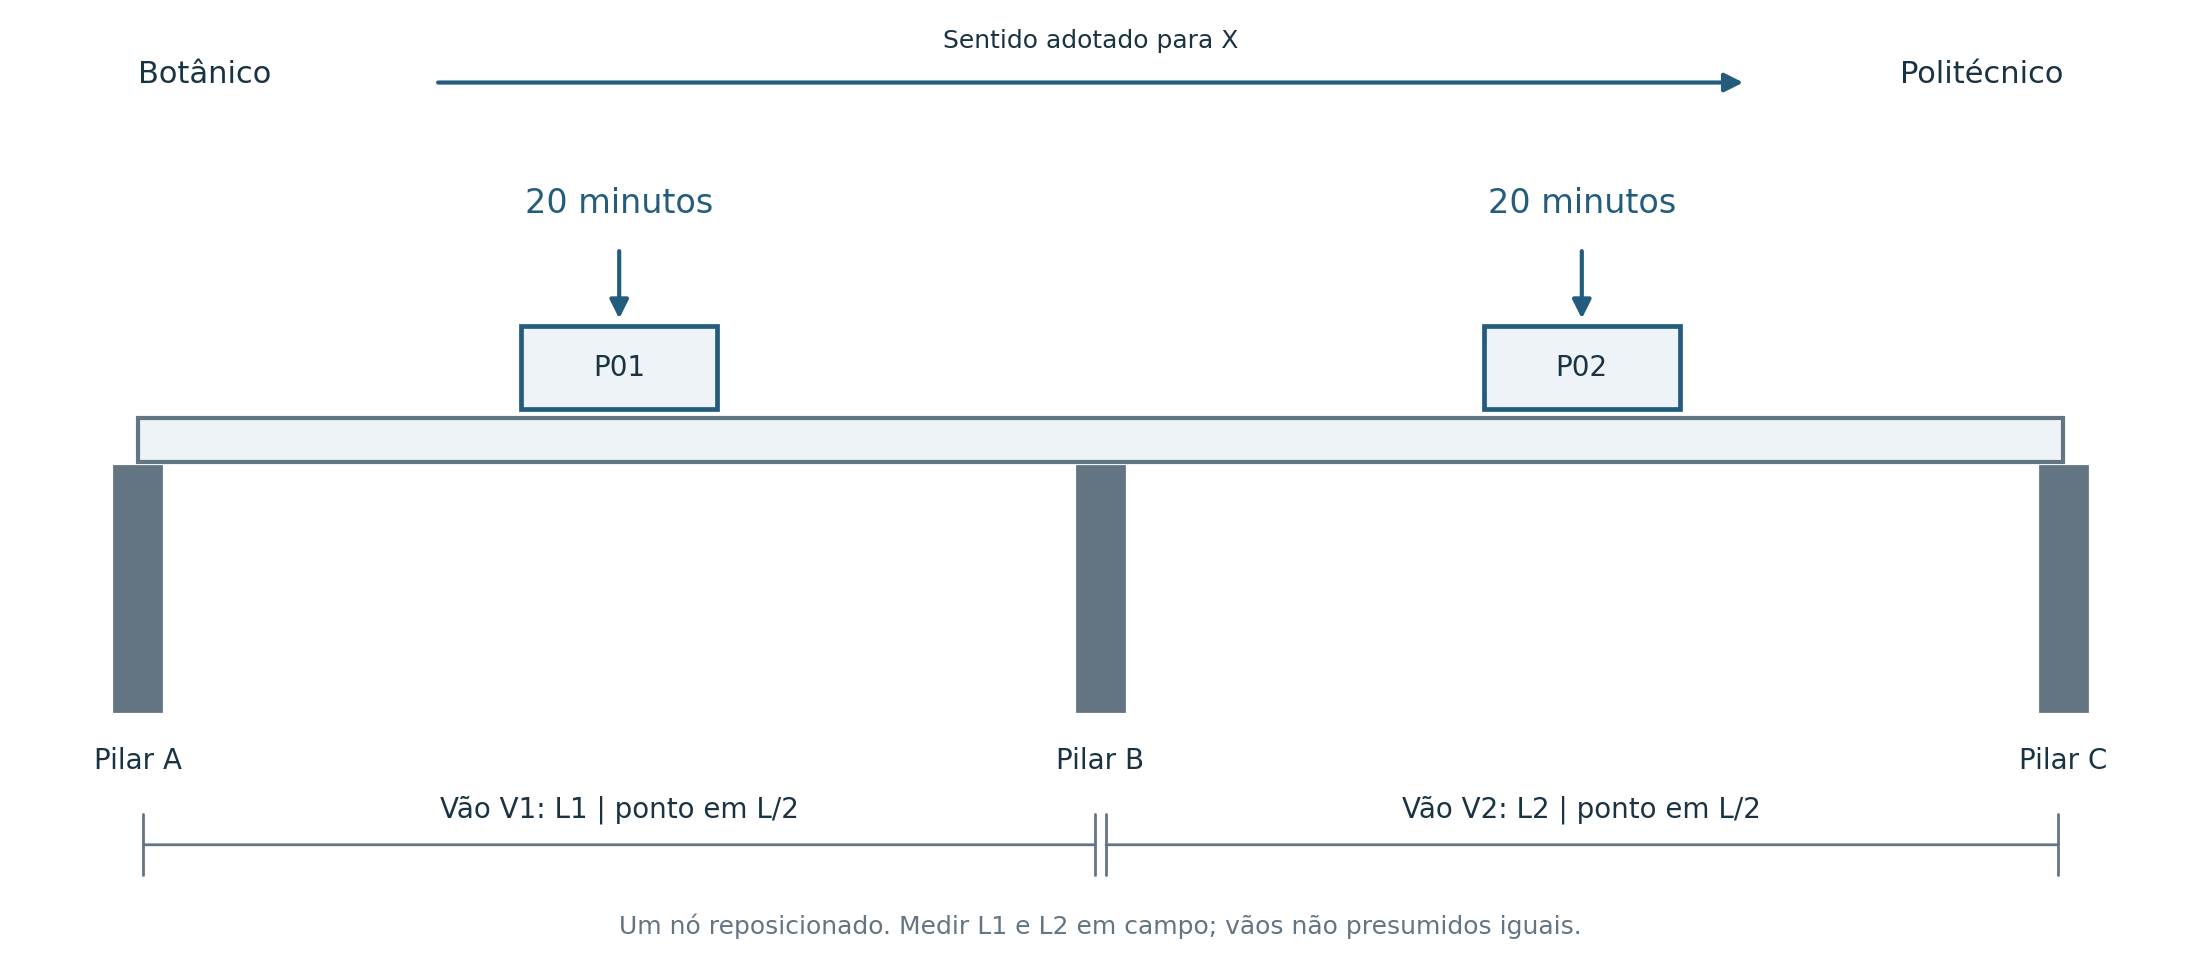 Sentido adotado para X
Botânico
Politécnico
20 minutos
20 minutos
P01
P02
Pilar A
Pilar B
Pilar C
Vão V1: L1 | ponto em L/2
Vão V2: L2 | ponto em L/2
Um nó reposicionado. Medir L1 e L2 em campo; vãos não presumidos iguais.